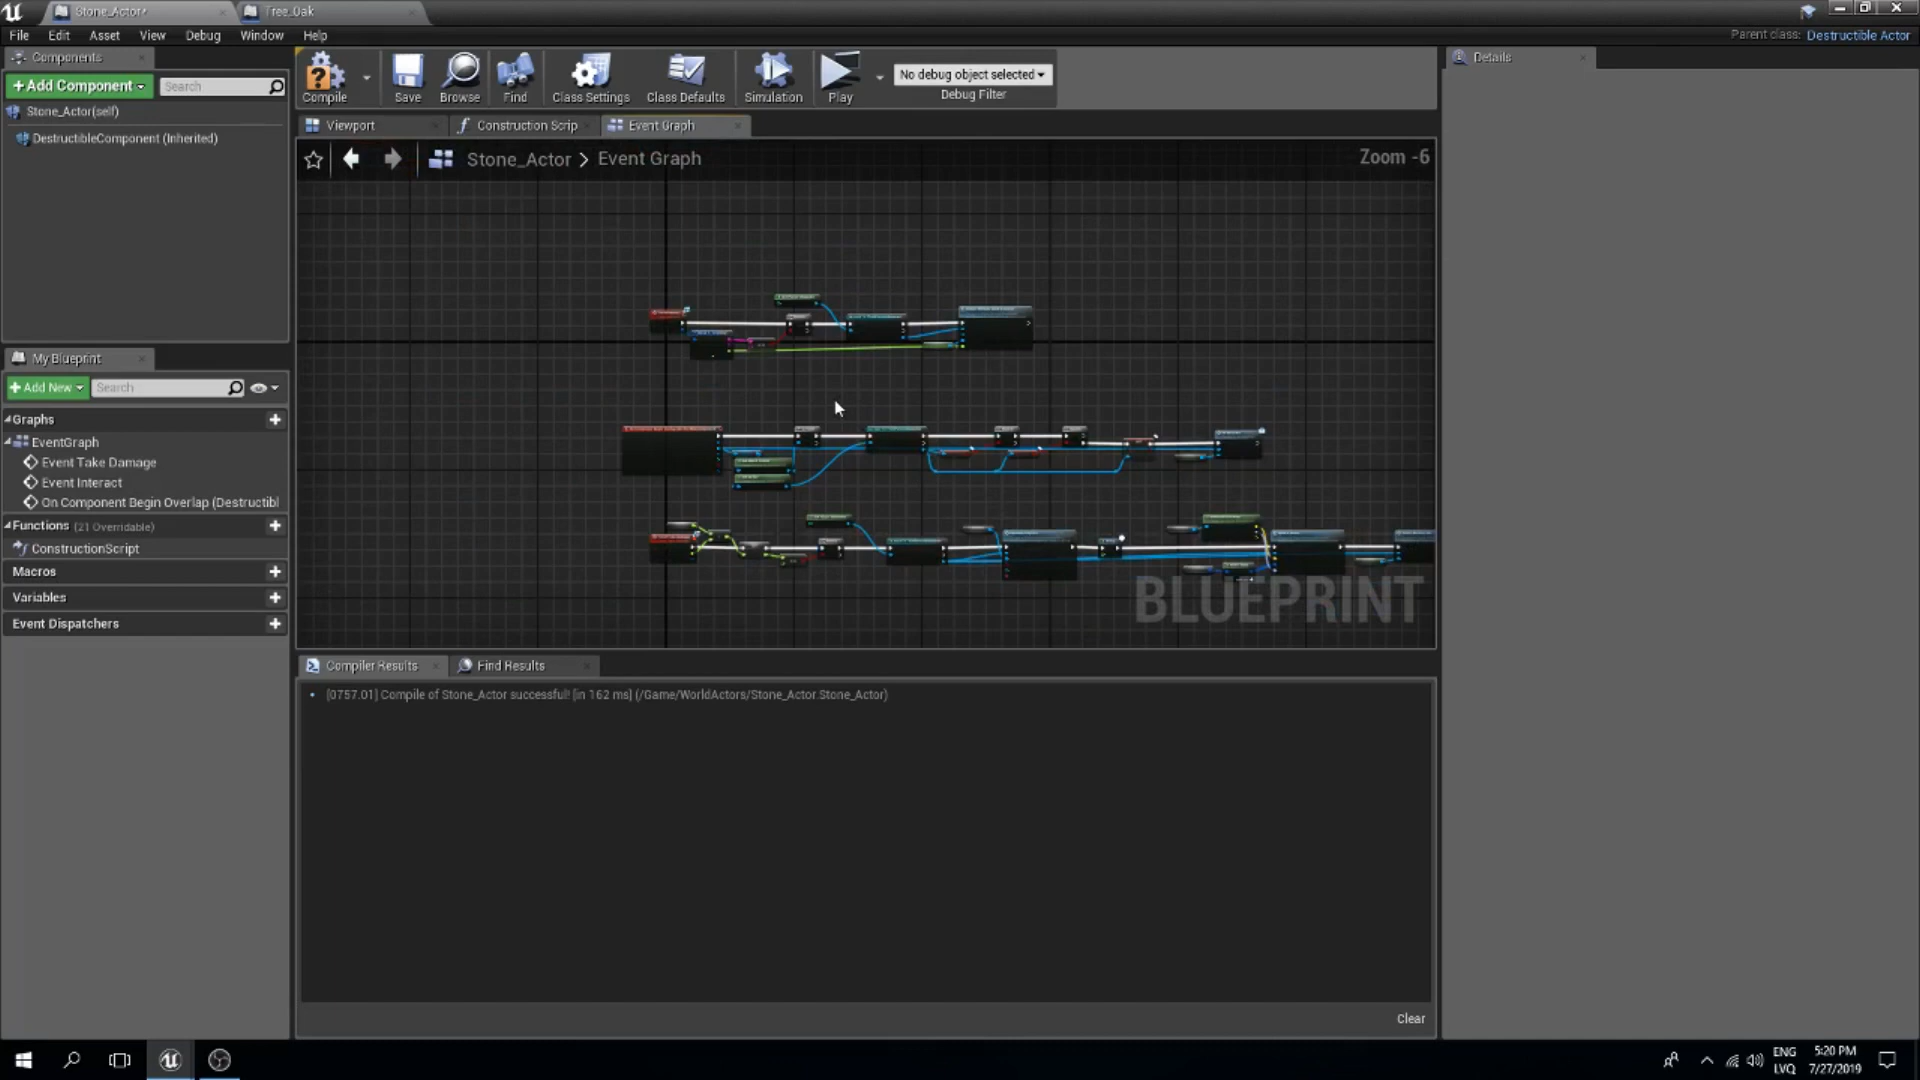 Stone_Actor*
Tree_Oak
File Edit Asset View Debug Window Help
Parent class: Destructible Actor
Components
+Add Component
Search
Stone_Actor(self)
DestructibleComponent (Inherited)
My Blueprint
+Add New
Search
Graphs
EventGraph
Event Take Damage
Event Interact
On Component Begin Overlap (Destructibl
Functions (21 Overridable)
ConstructionScript
Macros
Variables
Event Dispatchers
Compile
Save
Browse
Find
Class Settings
Class Defaults
Simulation
Play
No debug object selected
Debug Filter
Viewport
Construction Scrip
Event Graph
Stone_Actor > Event Graph
Zoom -6
BLUEPRINT
Compiler Results
Find Results
[0757.01] Compile of Stone_Actor successful! [in 162 ms] (/Game/WorldActors/Stone_Actor.Stone_Actor)
Clear
Details
ENG
LVQ
5:20 PM
7/27/2019